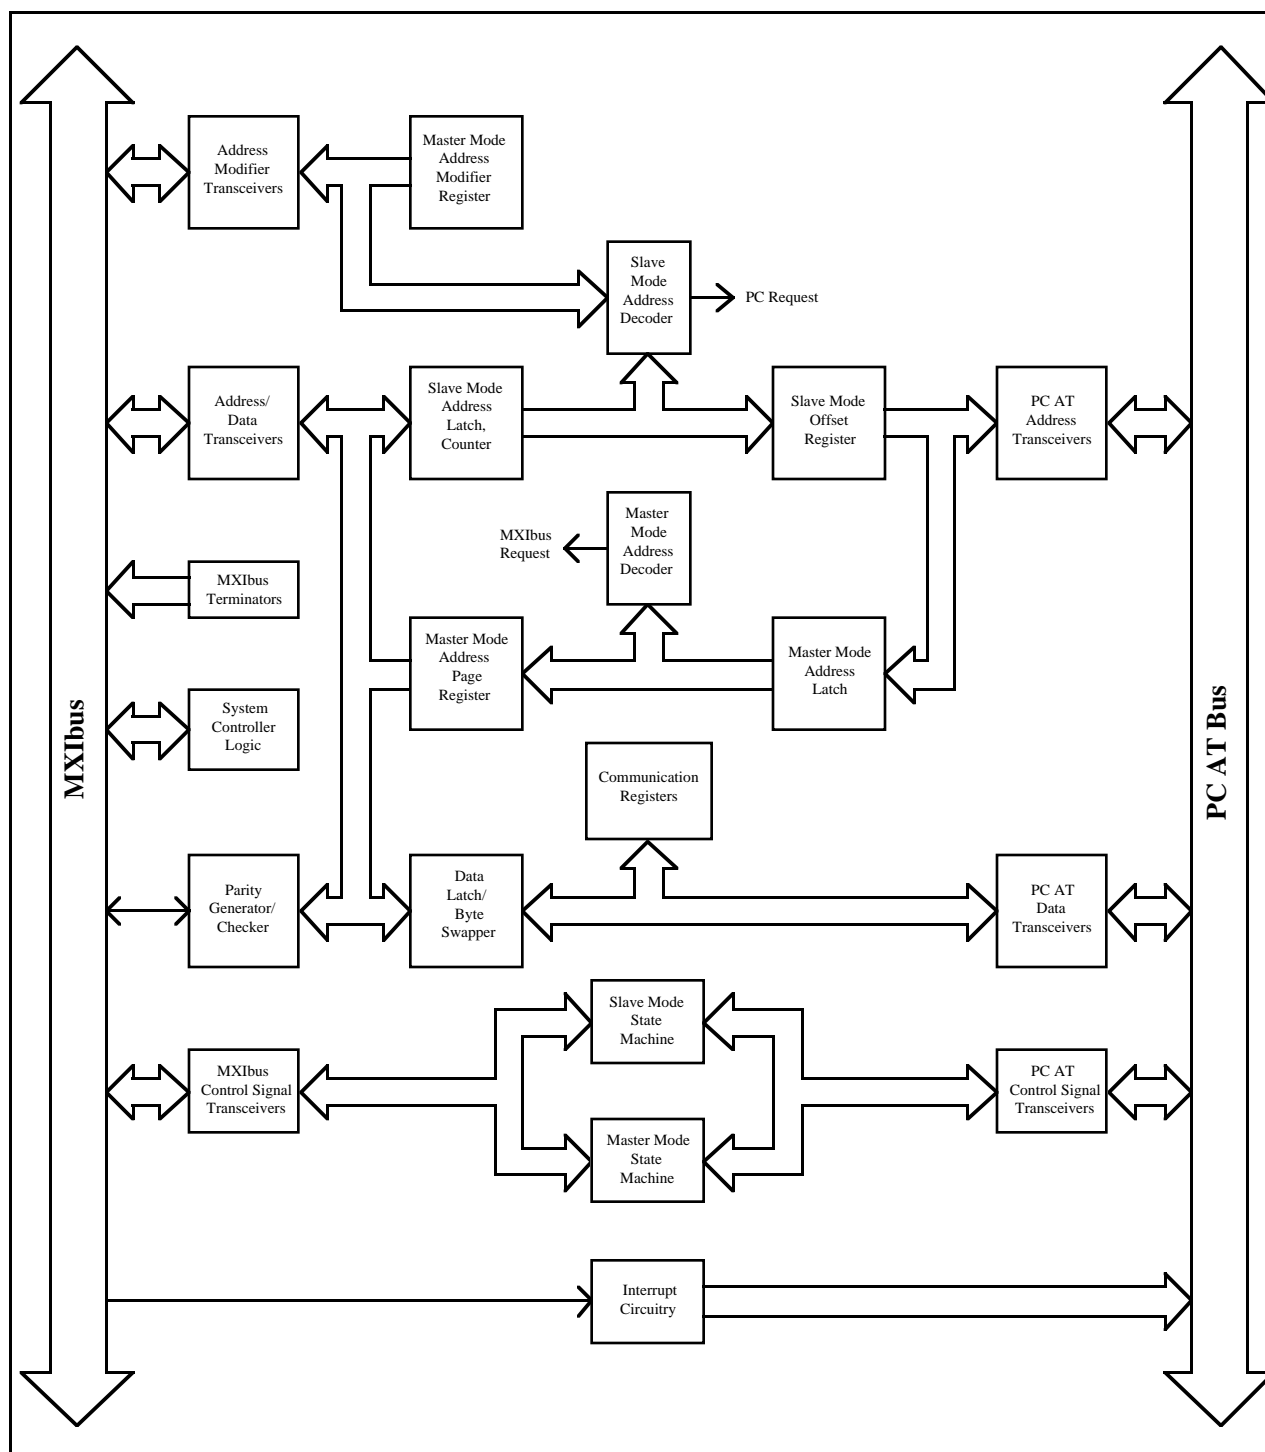 Address
Modifier
Transceivers
Master Mode
Address
Modifier
Register
Slave
Mode
Address
Decoder
PC Request
Address/
Data
Transceivers
Slave Mode
Address
Latch,
Counter
Slave Mode
Offset
Register
PC AT
Address
Transceivers
MXIbus
Request
Master
Mode
Address
Decoder
MXIbus
Terminators
Master Mode
Address
Page
Register
Master Mode
Address
Latch
System
Controller
Logic
MXIbus
PC AT Bus
Communication
Registers
Parity
Generator/
Checker
Data
Latch/
Byte
Swapper
PC AT
Data
Transceivers
Slave Mode
State
Machine
MXIbus
Control Signal
Transceivers
PC AT
Control Signal
Transceivers
Master Mode
State
Machine
Interrupt
Circuitry